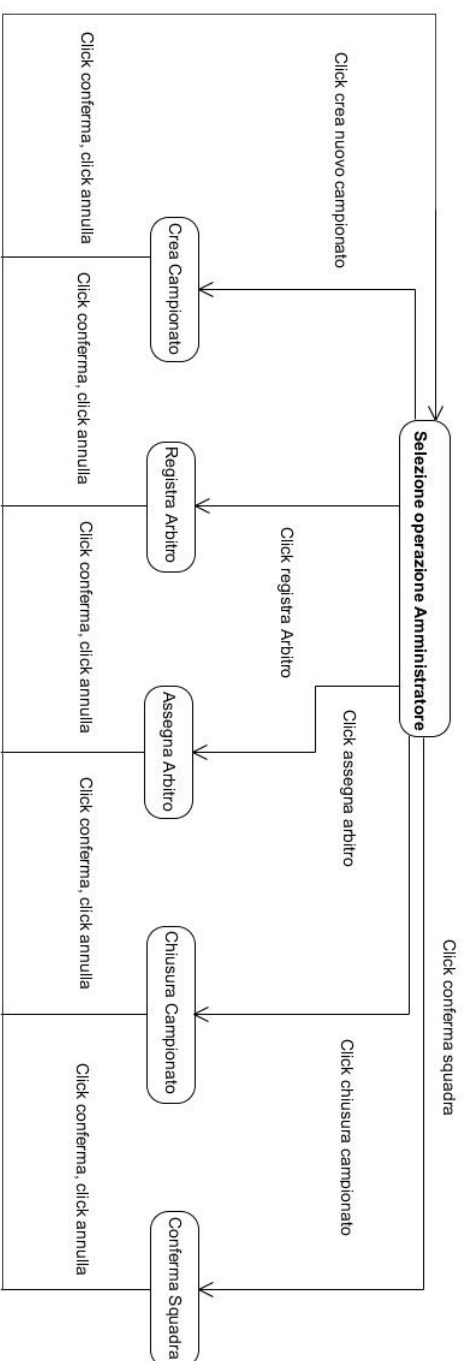 Click conferma squadra
Selezione operazione Amministratore
Click crea nuovo campionato
Click registra Arbitro
Click assegna arbitro
Click chiusura campionato
Crea Campionato
Registra Arbitro
Assegna Arbitro
Chiusura Campionato
Conferma Squadra
Click conferma, click annulla
Click conferma, click annulla
Click conferma, click annulla
Click conferma, click annulla
Click conferma, click annulla